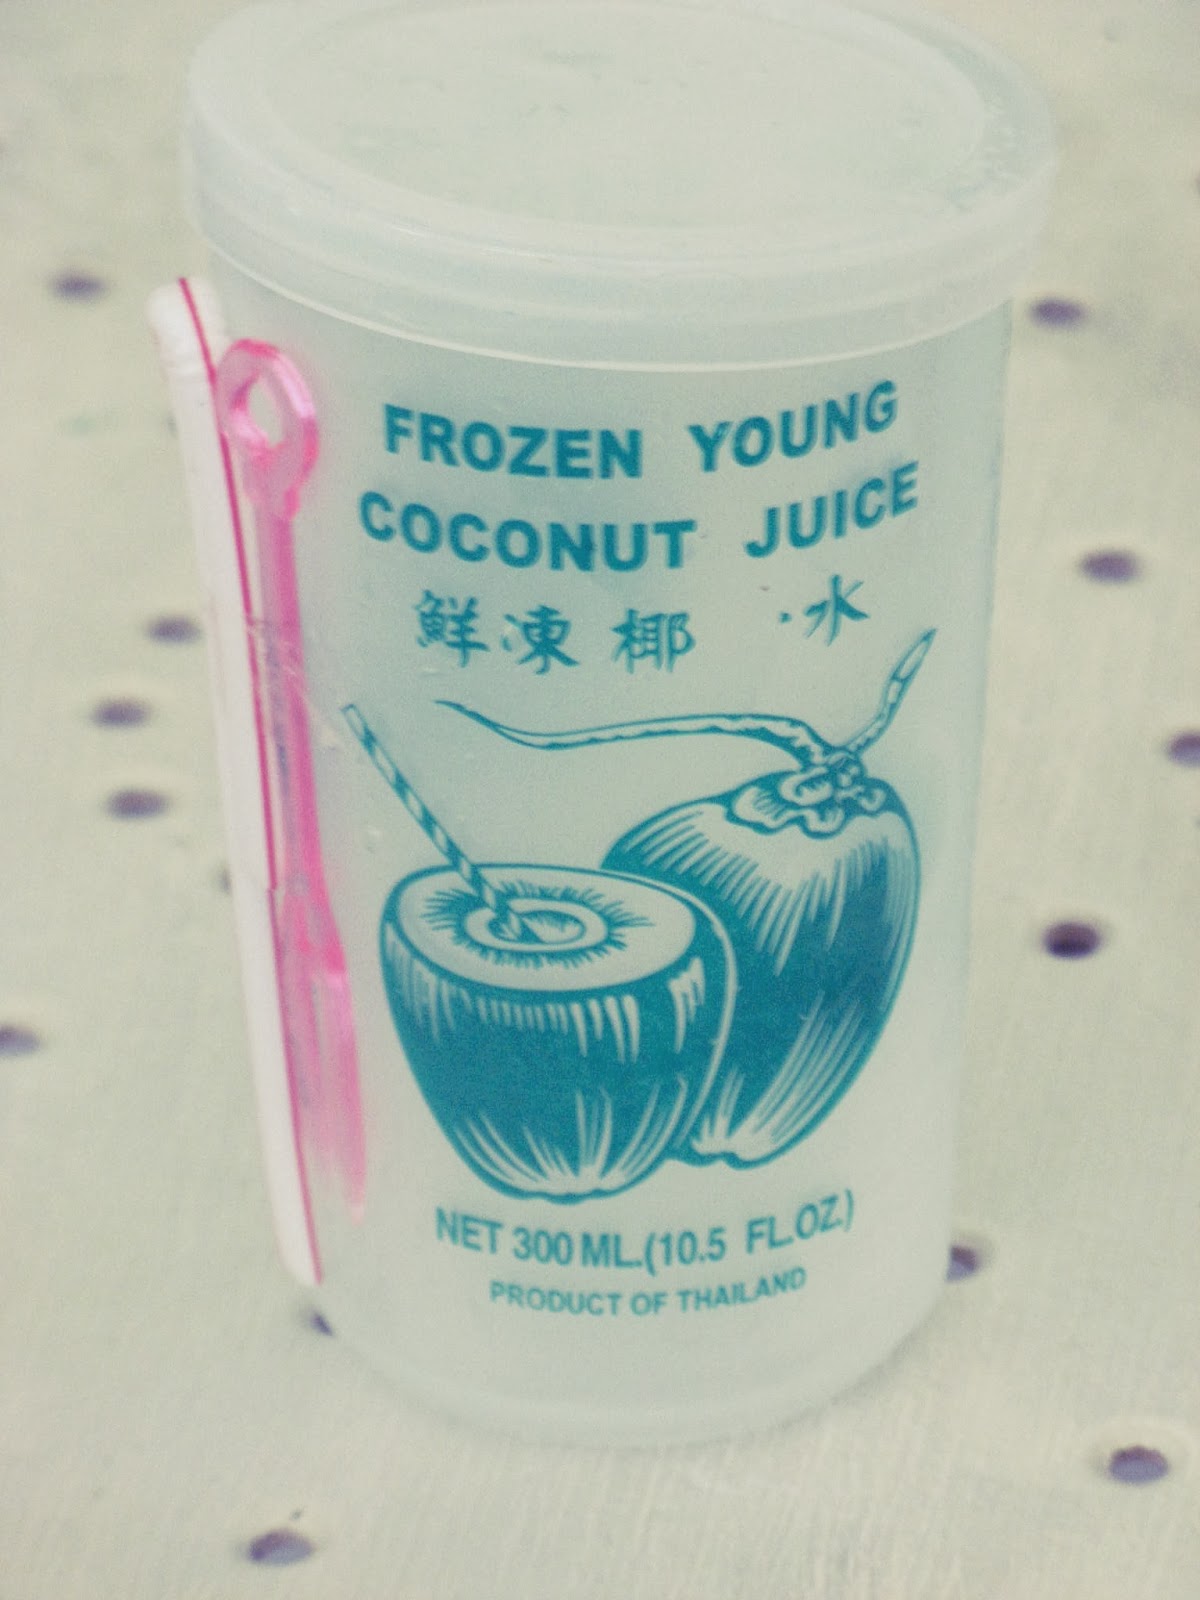 FROZEN YOUNG
COCONUT JUICE
鮮凍椰 水
NET 300 ML.(10.5 FL.OZ.)
PRODUCT OF THAILAND